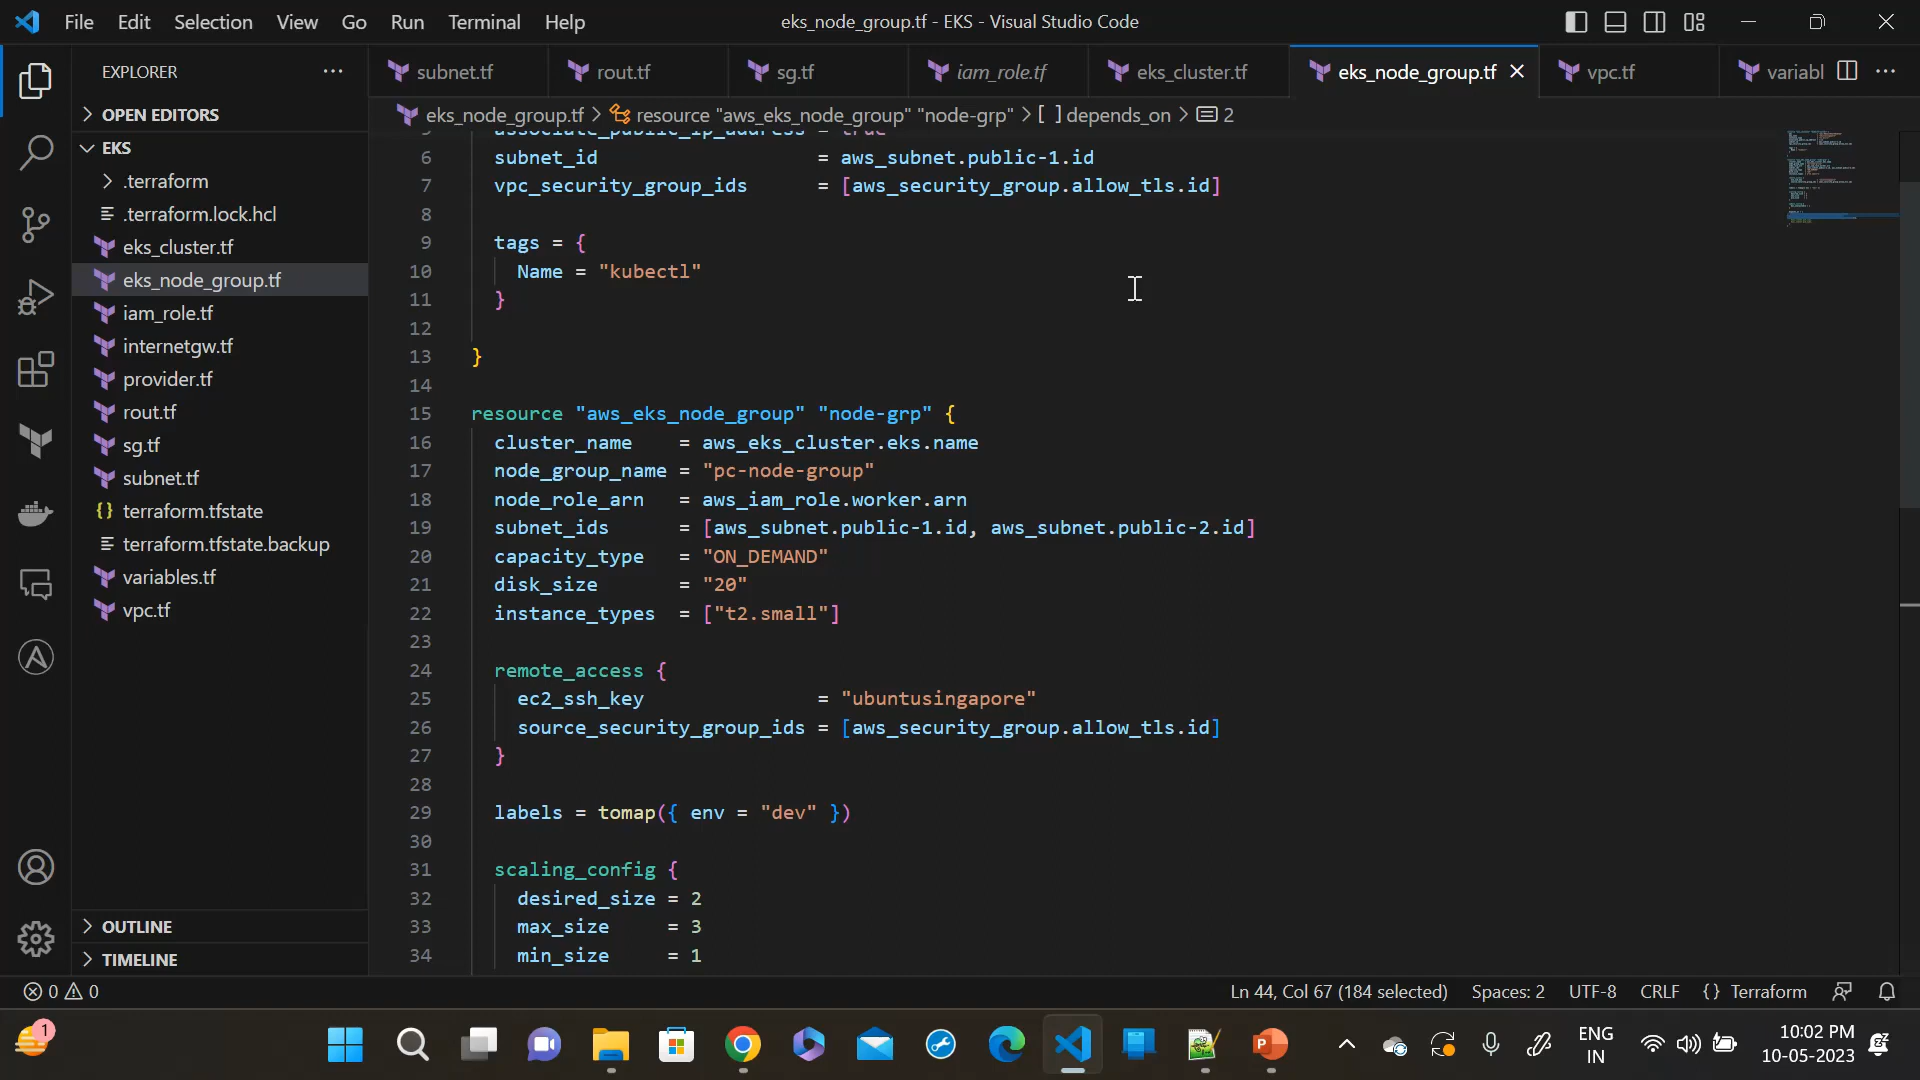 File Edit Selection View Go Run Terminal Help
eks_node_group.tf - EKS - Visual Studio Code
EXPLORER
subnet.tf rout.tf sg.tf iam_role.tf eks_cluster.tf eks_node_group.tf vpc.tf variabl
eks_node_group.tf > resource "aws_eks_node_group" "node-grp" > [ ] depends_on > 2
OPEN EDITORS
EKS
.terraform
.terraform.lock.hcl
eks_cluster.tf
eks_node_group.tf
iam_role.tf
internetgw.tf
provider.tf
rout.tf
sg.tf
subnet.tf
{} terraform.tfstate
terraform.tfstate.backup
variables.tf
vpc.tf
OUTLINE
TIMELINE
5 associate_public_ip_address = true
6 subnet_id = aws_subnet.public-1.id
7 vpc_security_group_ids = [aws_security_group.allow_tls.id]
8
9 tags = {
10 Name = "kubectl"
11 }
12
13 }
14
15 resource "aws_eks_node_group" "node-grp" {
16 cluster_name = aws_eks_cluster.eks.name
17 node_group_name = "pc-node-group"
18 node_role_arn = aws_iam_role.worker.arn
19 subnet_ids = [aws_subnet.public-1.id, aws_subnet.public-2.id]
20 capacity_type = "ON_DEMAND"
21 disk_size = "20"
22 instance_types = ["t2.small"]
23
24 remote_access {
25 ec2_ssh_key = "ubuntusingapore"
26 source_security_group_ids = [aws_security_group.allow_tls.id]
27 }
28
29 labels = tomap({ env = "dev" })
30
31 scaling_config {
32 desired_size = 2
33 max_size = 3
34 min_size = 1
0 0
Ln 44, Col 67 (184 selected) Spaces: 2 UTF-8 CRLF {} Terraform
1
ENG
IN
10:02 PM
10-05-2023